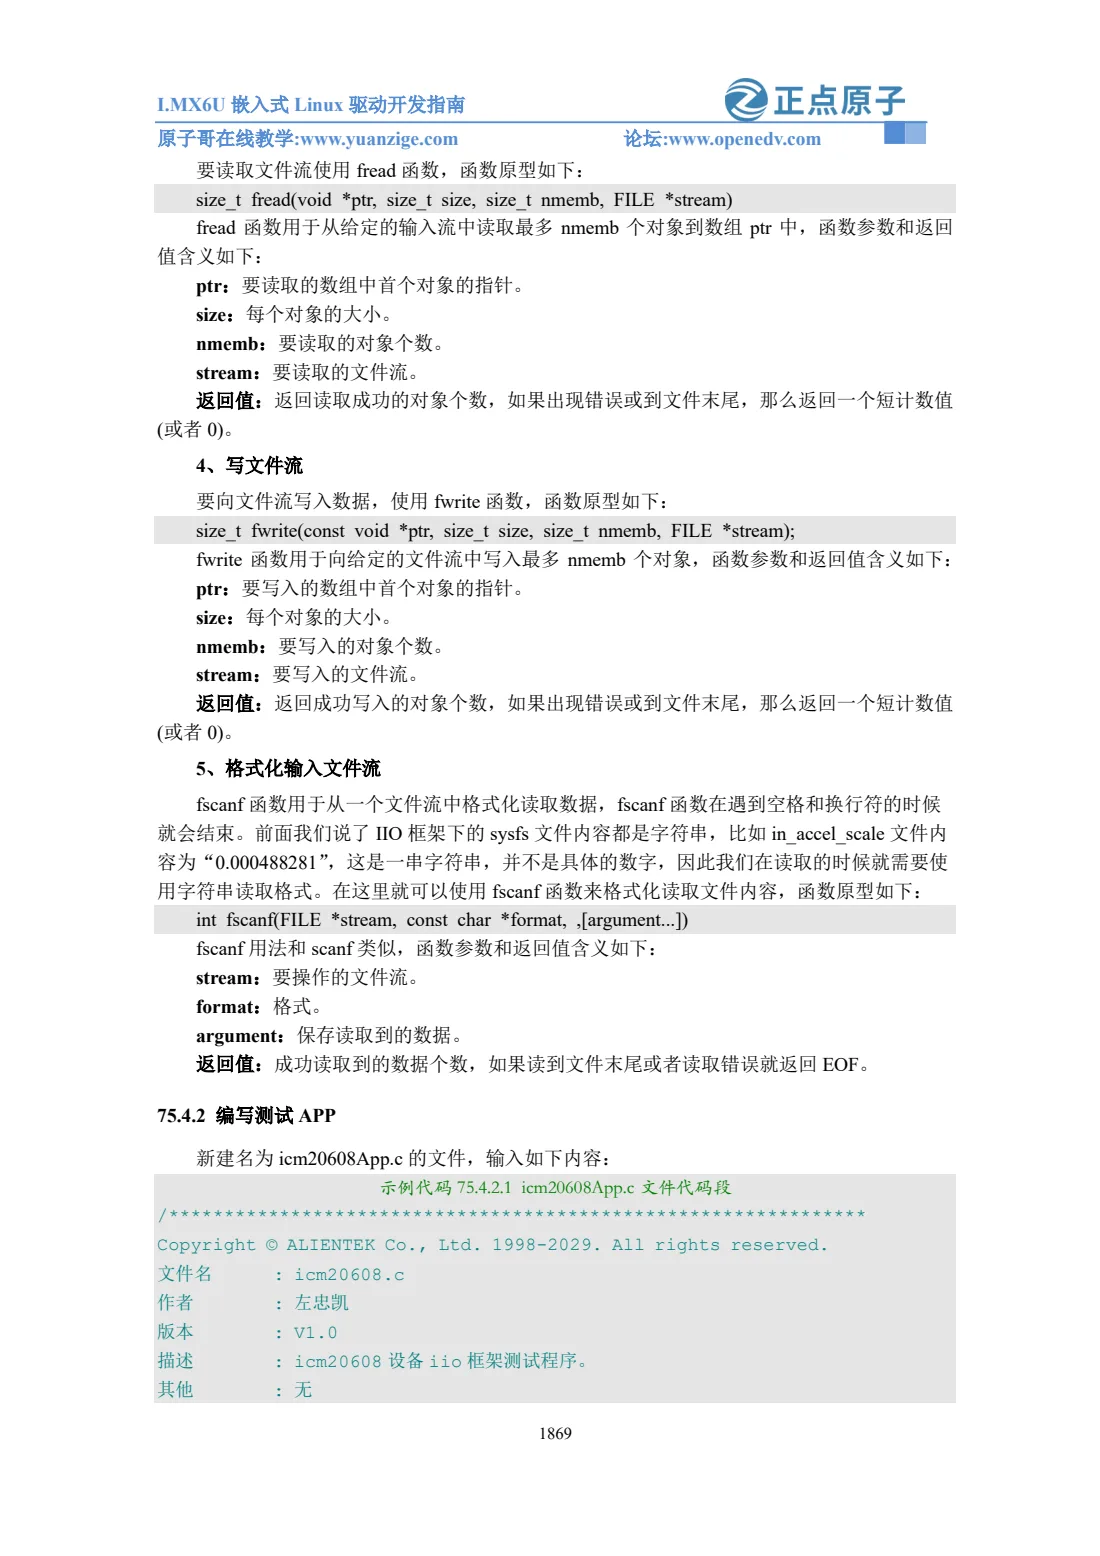 I.MX6U 嵌入式 Linux 驱动开发指南
正点原子
原子哥在线教学:www.yuanzige.com 论坛:www.openedv.com
要读取文件流使用 fread 函数，函数原型如下：
size_t fread(void *ptr, size_t size, size_t nmemb, FILE *stream)
fread 函数用于从给定的输入流中读取最多 nmemb 个对象到数组 ptr 中，函数参数和返回
值含义如下：
ptr：要读取的数组中首个对象的指针。
size：每个对象的大小。
nmemb：要读取的对象个数。
stream：要读取的文件流。
返回值：返回读取成功的对象个数，如果出现错误或到文件末尾，那么返回一个短计数值
(或者 0)。
4、写文件流
要向文件流写入数据，使用 fwrite 函数，函数原型如下：
size_t fwrite(const void *ptr, size_t size, size_t nmemb, FILE *stream);
fwrite 函数用于向给定的文件流中写入最多 nmemb 个对象，函数参数和返回值含义如下：
ptr：要写入的数组中首个对象的指针。
size：每个对象的大小。
nmemb：要写入的对象个数。
stream：要写入的文件流。
返回值：返回成功写入的对象个数，如果出现错误或到文件末尾，那么返回一个短计数值
(或者 0)。
5、格式化输入文件流
fscanf 函数用于从一个文件流中格式化读取数据，fscanf 函数在遇到空格和换行符的时候
就会结束。前面我们说了 IIO 框架下的 sysfs 文件内容都是字符串，比如 in_accel_scale 文件内
容为“0.000488281”，这是一串字符串，并不是具体的数字，因此我们在读取的时候就需要使
用字符串读取格式。在这里就可以使用 fscanf 函数来格式化读取文件内容，函数原型如下：
int fscanf(FILE *stream, const char *format, ,[argument...])
fscanf 用法和 scanf 类似，函数参数和返回值含义如下：
stream：要操作的文件流。
format：格式。
argument：保存读取到的数据。
返回值：成功读取到的数据个数，如果读到文件末尾或者读取错误就返回 EOF。
75.4.2 编写测试 APP
新建名为 icm20608App.c 的文件，输入如下内容：
示例代码 75.4.2.1 icm20608App.c 文件代码段
/***************************************************************
Copyright © ALIENTEK Co., Ltd. 1998-2029. All rights reserved.
文件名 : icm20608.c
作者 : 左忠凯
版本 : V1.0
描述 : icm20608 设备 iio 框架测试程序。
其他 : 无
1869